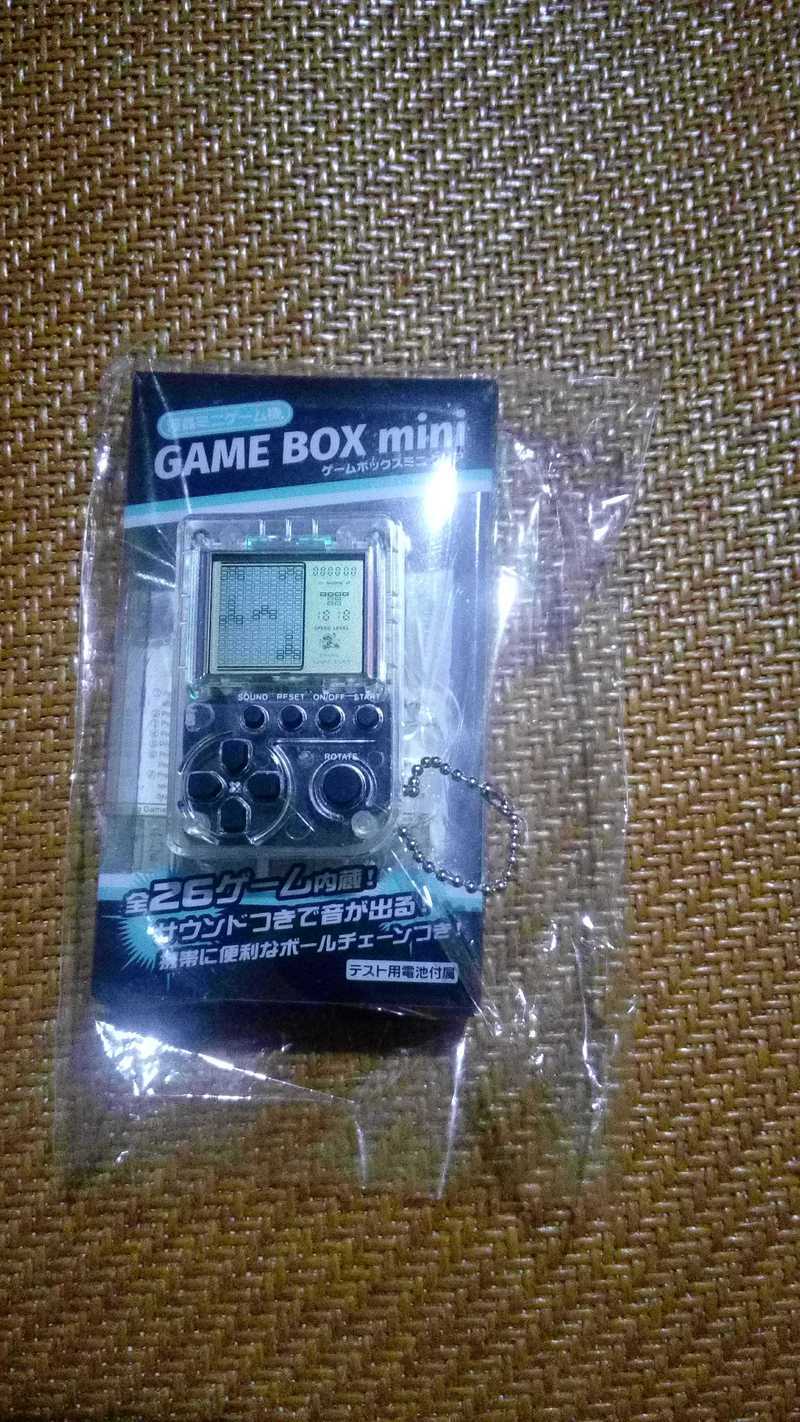 液晶ミニゲーム機
GAME BOX mini
ゲームボックスミニ
SOUND RESET ON/OFF START
ROTATE
Game
全26ゲーム内蔵!
サウンドつきで音が出る!
携帯に便利なボールチェーンつき!
テスト用電池付属